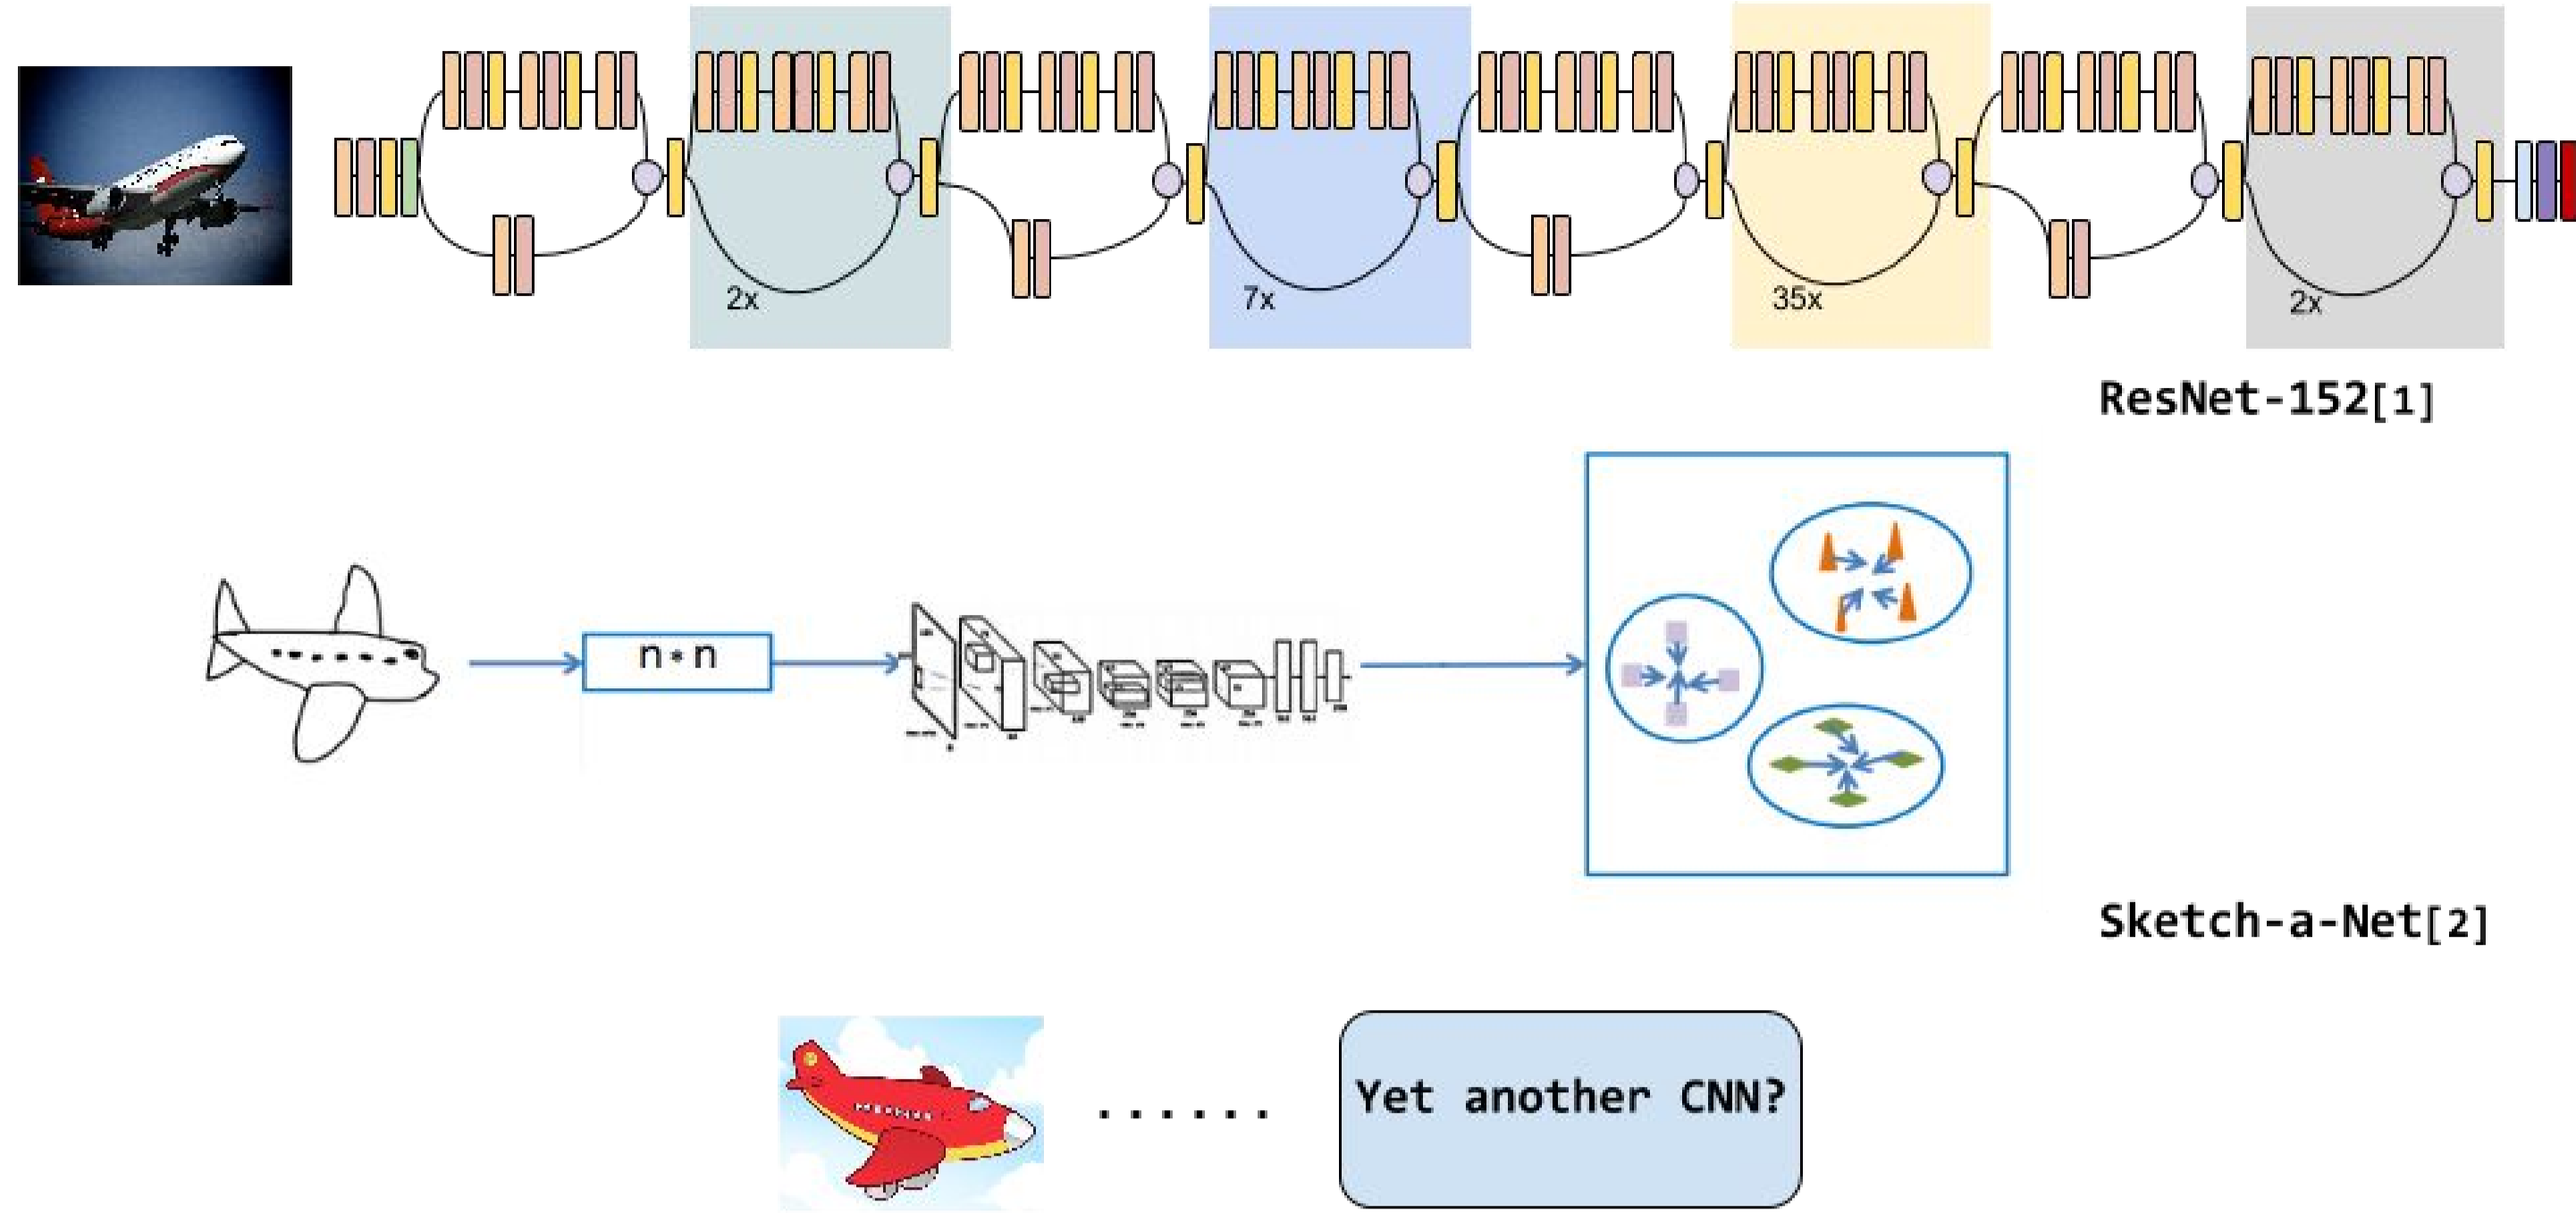 2x
7x
35x
2x
ResNet-152[1]
n*n
Sketch-a-Net[2]
......
Yet another CNN?